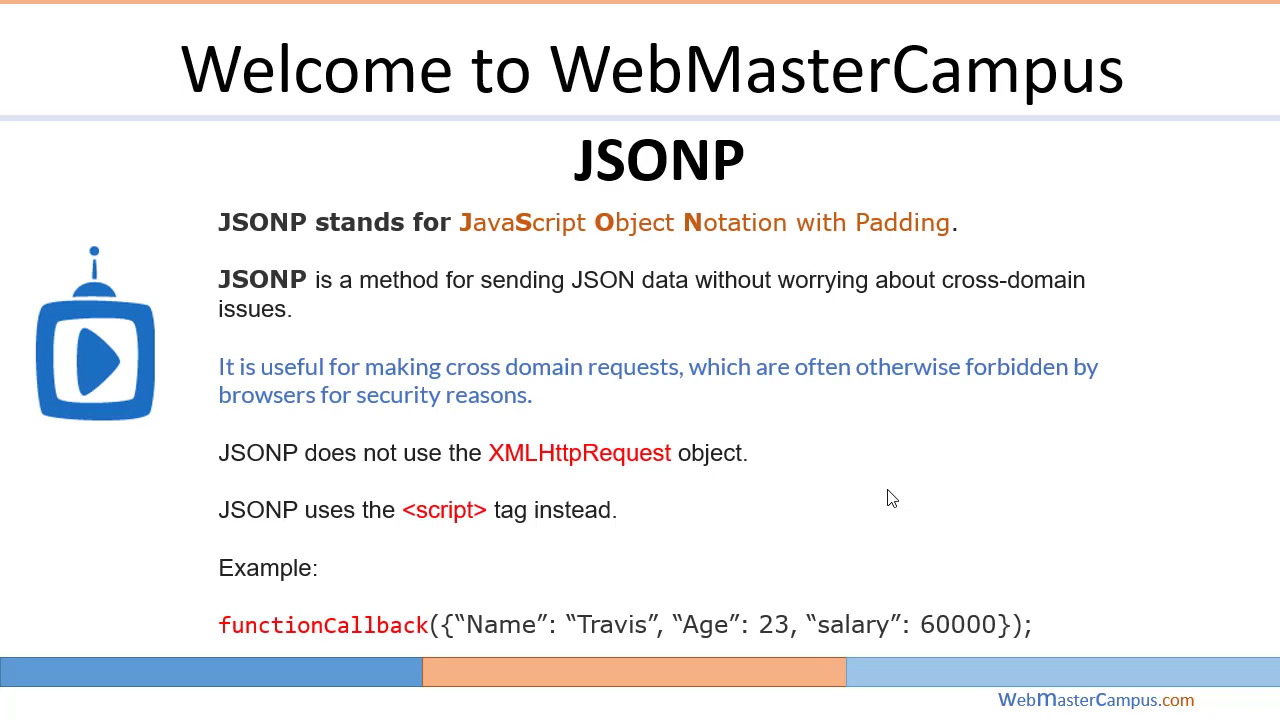 Welcome to WebMasterCampus
JSONP
JSONP stands for JavaScript Object Notation with Padding.
JSONP is a method for sending JSON data without worrying about cross-domain
issues.
It is useful for making cross domain requests, which are often otherwise forbidden by
browsers for security reasons.
JSONP does not use the XMLHttpRequest object.
JSONP uses the <script> tag instead.
Example:
functionCallback({“Name”: “Travis”, “Age”: 23, “salary”: 60000});
WebmasterCampus.com